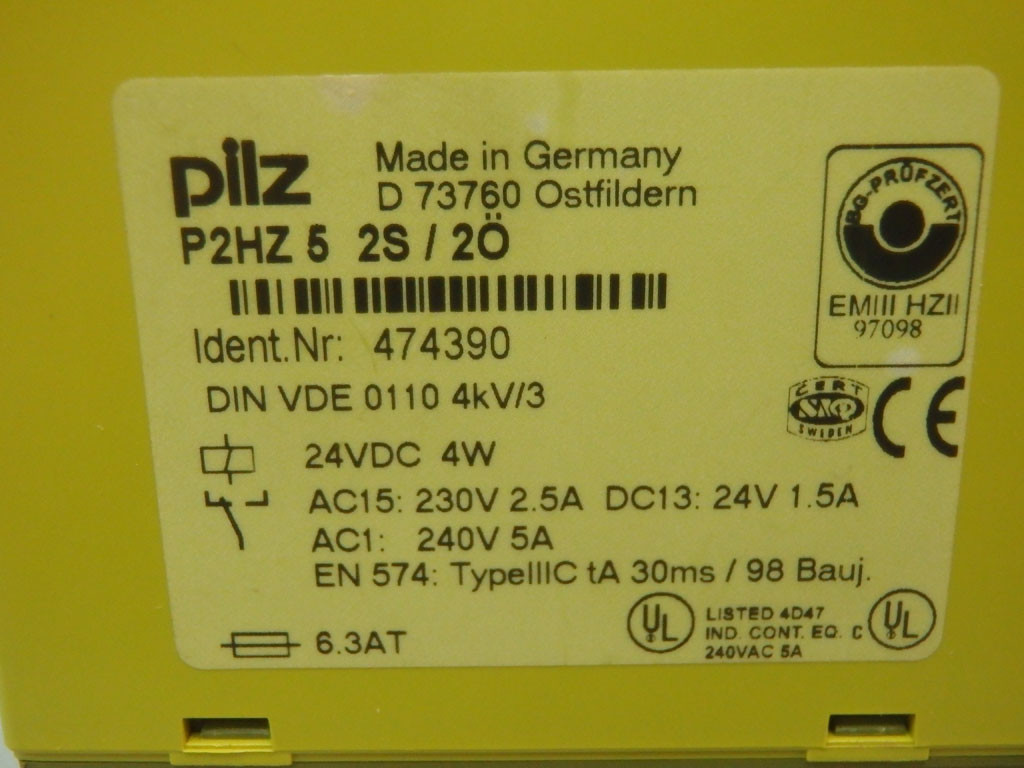 pilz
Made in Germany
D 73760 Ostfildern
P2HZ 5 2S / 2Ö
Ident.Nr: 474390
DIN VDE 0110 4kV/3
24VDC 4W
AC15: 230V 2.5A DC13: 24V 1.5A
AC1: 240V 5A
EN 574: TypeIIIC tA 30ms / 98 Bauj.
6.3AT
BG-PRÜFZERT
EMIII HZII
97098
CERT
SAQ
SWEDEN
CE
UL
LISTED 4D47
IND. CONT. EQ.
240VAC 5A
C UL